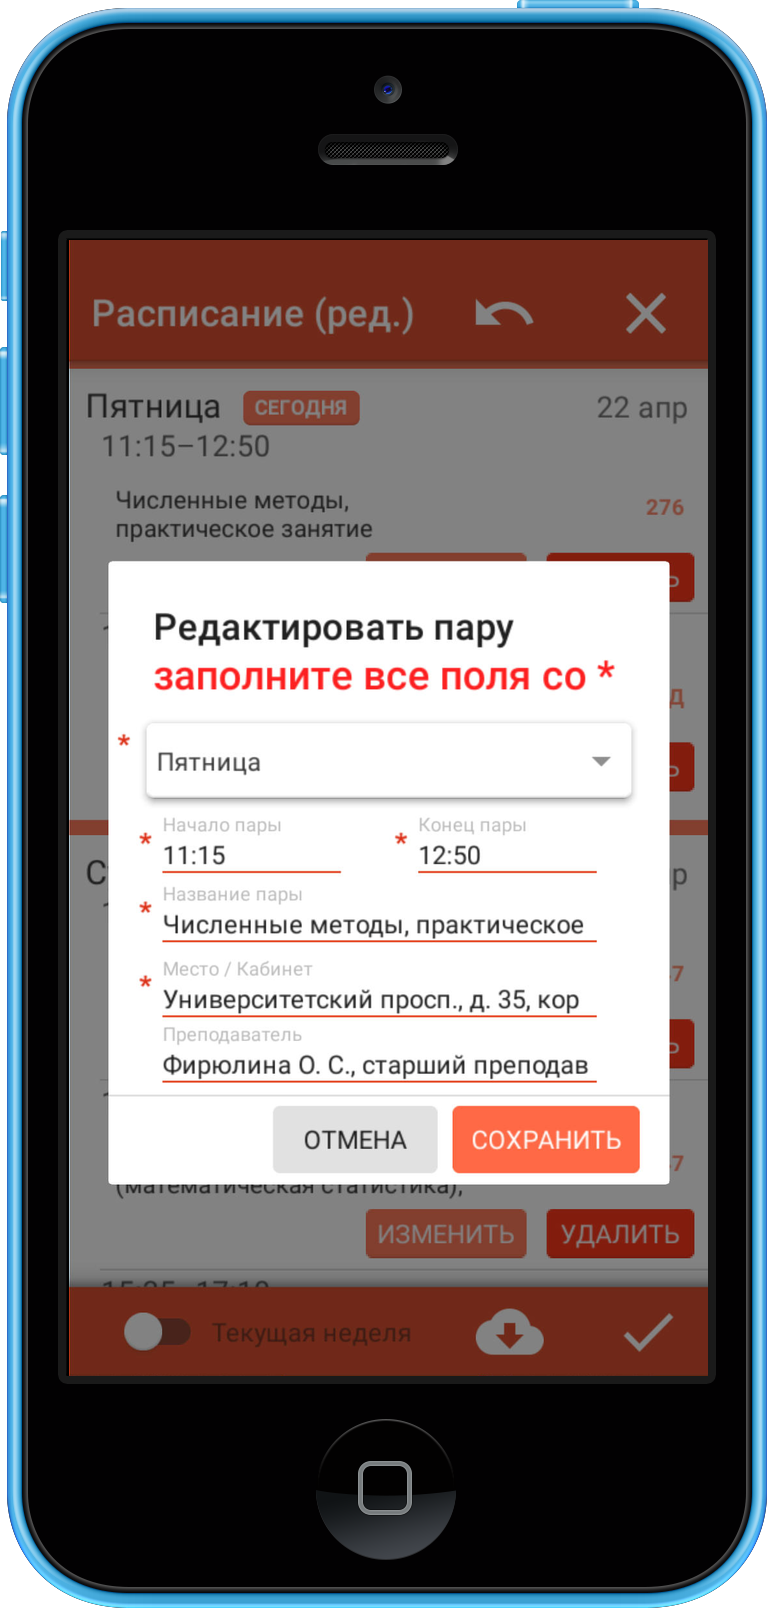 Расписание (ред.)
Пятница СЕГОДНЯ 22 апр
11:15–12:50
Численные методы, 276
практическое занятие
Редактировать пару
заполните все поля со *
* Пятница
Начало пары Конец пары
* 11:15 * 12:50
Название пары
* Численные методы, практическое
Место / Кабинет
* Университетский просп., д. 35, кор
Преподаватель
Фирюлина О. С., старший преподав
ОТМЕНА СОХРАНИТЬ
(математическая статистика),
ИЗМЕНИТЬ УДАЛИТЬ
Текущая неделя